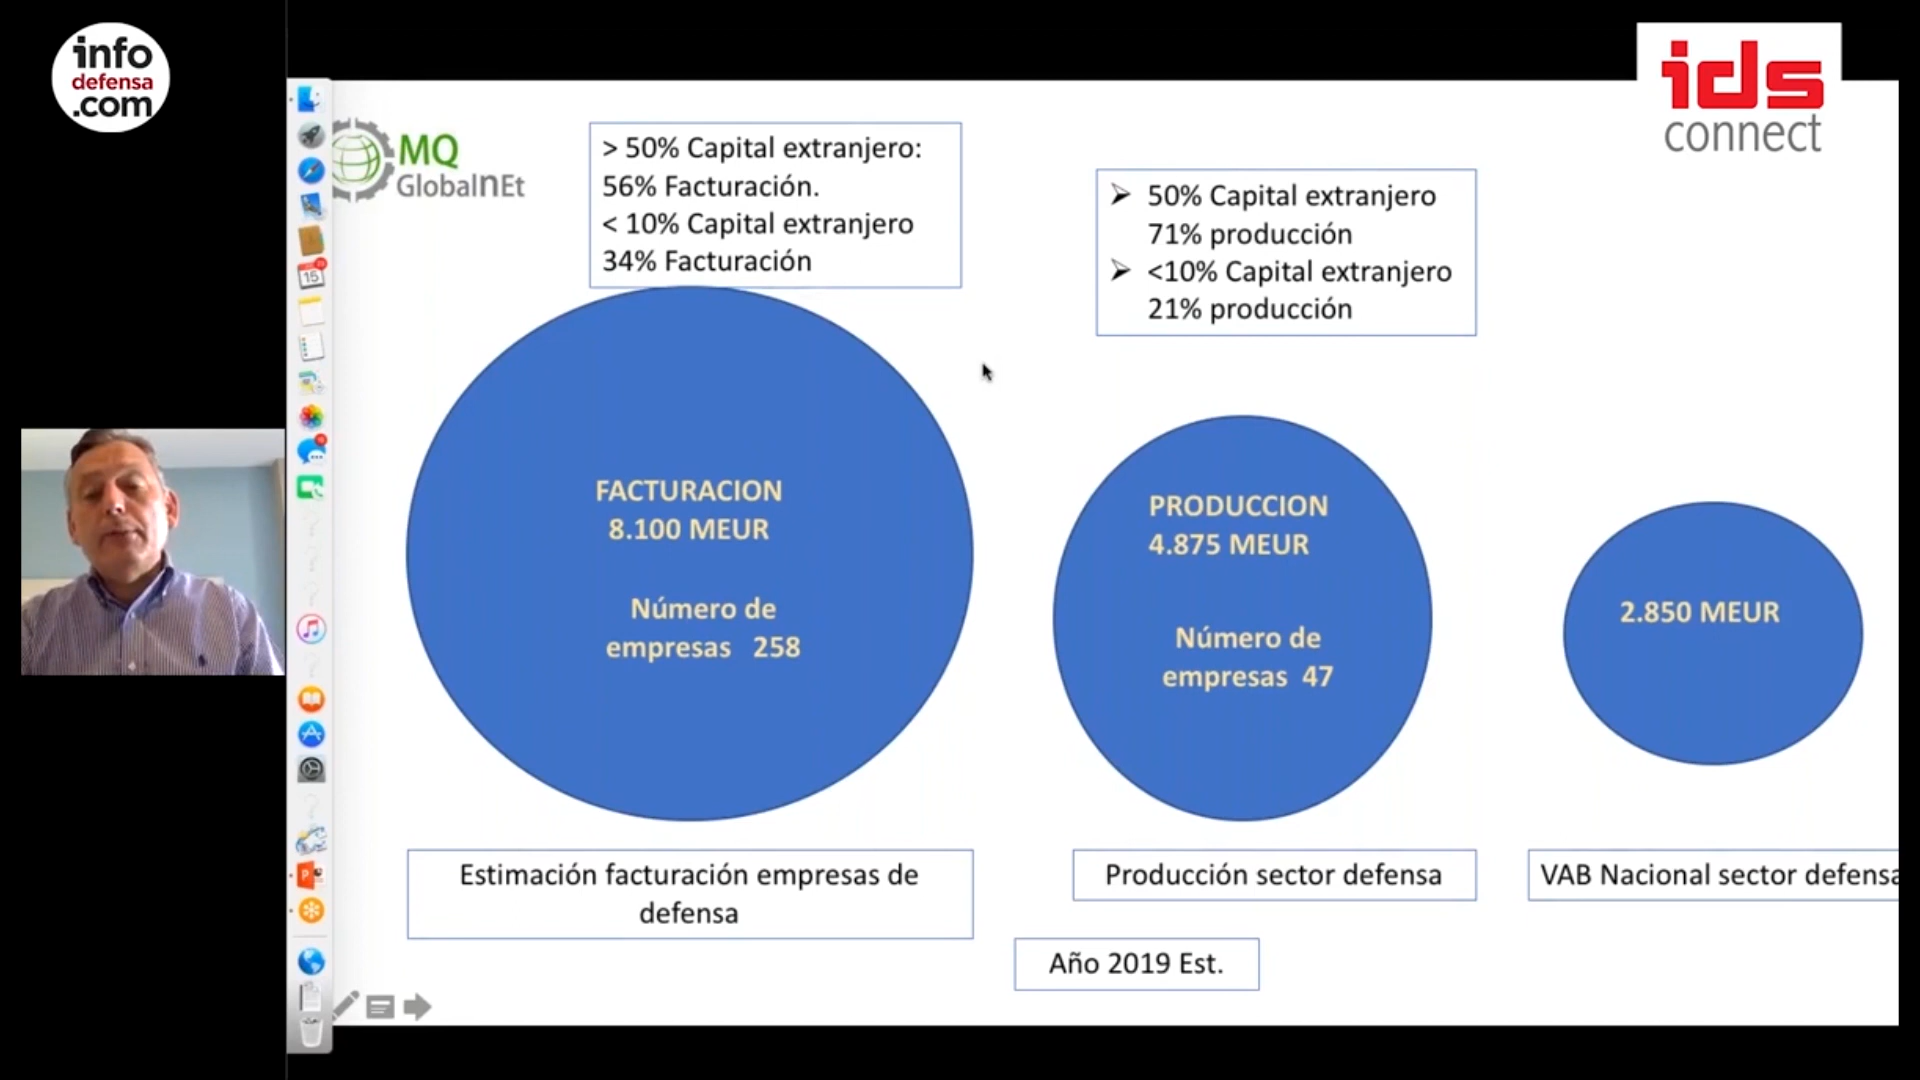 info
defensa
.com
ids
connect
MQ
GlobalnEt
> 50% Capital extranjero:
56% Facturación.
< 10% Capital extranjero
34% Facturación
50% Capital extranjero
71% producción
<10% Capital extranjero
21% producción
15
FACTURACION
8.100 MEUR
Número de
empresas 258
PRODUCCION
4.875 MEUR
Número de
empresas 47
2.850 MEUR
Estimación facturación empresas de
defensa
Producción sector defensa
VAB Nacional sector defensa
Año 2019 Est.